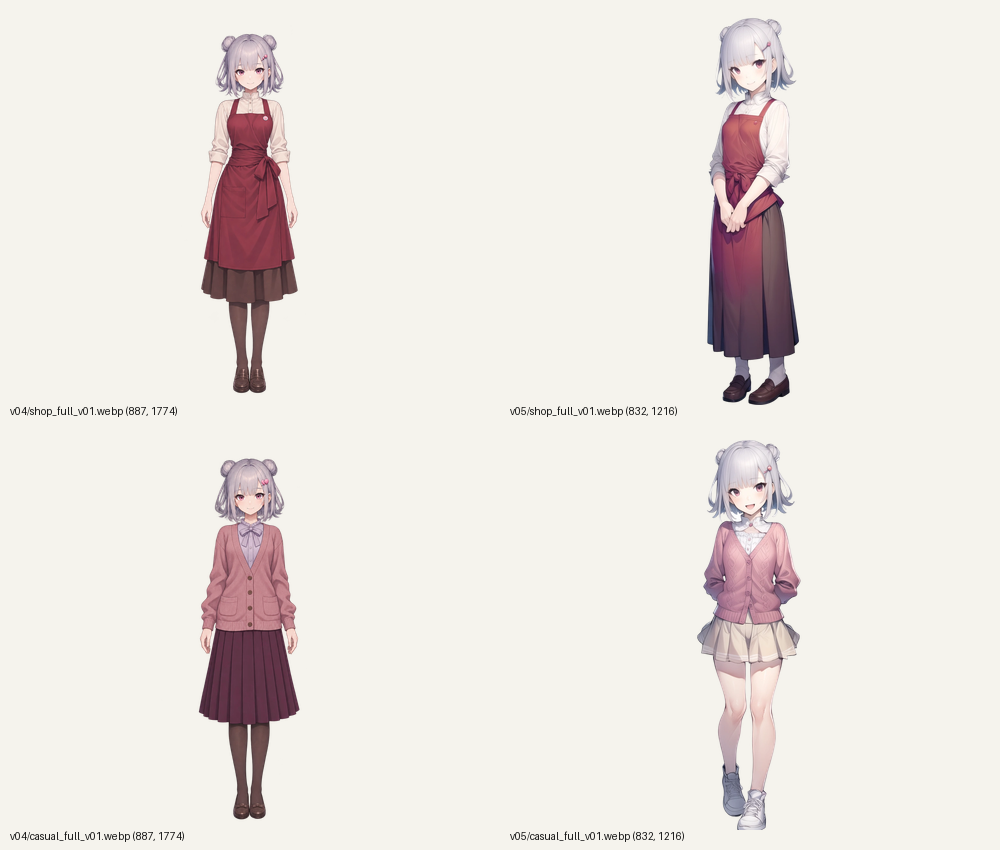 v04/shop_full_v01.webp (887, 1774)
v05/shop_full_v01.webp (832, 1216)
v04/casual_full_v01.webp (887, 1774)
v05/casual_full_v01.webp (832, 1216)